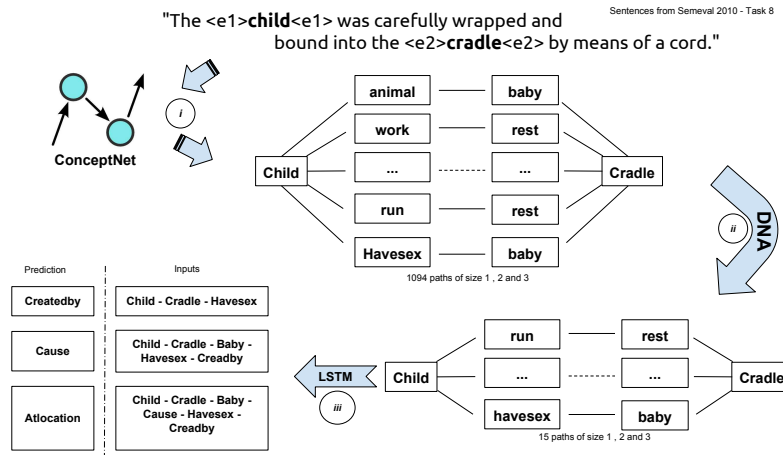 Sentences from Semeval 2010 - Task 8
"The <e1>child<e1> was carefully wrapped and
bound into the <e2>cradle<e2> by means of a cord."
i
ConceptNet
animal baby
work rest
Child ... ... Cradle
run rest
Havesex baby
1094 paths of size 1 , 2 and 3
ii
DNA
Prediction Inputs
Createdby Child - Cradle - Havesex
Cause Child - Cradle - Baby -
Havesex - Creadby
Atlocation Child - Cradle - Baby -
Cause - Havesex -
Creadby
LSTM
iii
run rest
Child ... ... Cradle
havesex baby
15 paths of size 1 , 2 and 3